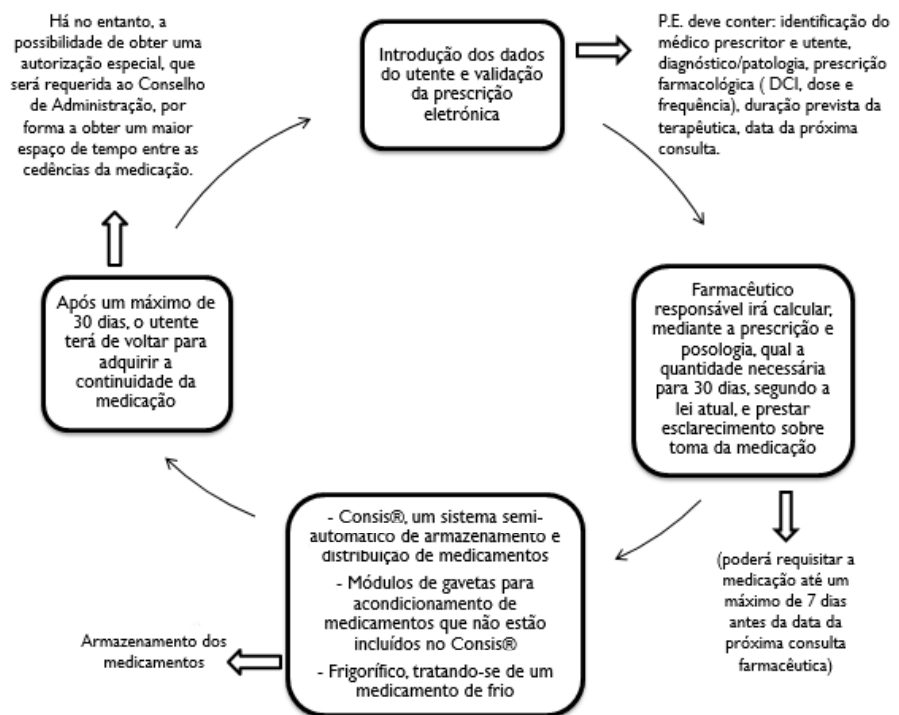 Introdução dos dados
do utente e validação
da prescrição
eletrónica
P.E. deve conter: identificação do
médico prescritor e utente,
diagnóstico/patologia, prescrição
farmacológica ( DCI, dose e
frequência), duração prevista da
terapêutica, data da próxima
consulta.
Farmacêutico
responsável irá calcular,
mediante a prescrição e
posologia, qual a
quantidade necessária
para 30 dias, segundo a
lei atual, e prestar
esclarecimento sobre
toma da medicação
(poderá requisitar a
medicação até um
máximo de 7 dias
antes da data da
próxima consulta
farmacêutica)
- Consis®, um sistema semi-
automático de armazenamento e
distribuição de medicamentos
- Módulos de gavetas para
acondicionamento de
medicamentos que não estão
incluídos no Consis®
- Frigorífico, tratando-se de um
medicamento de frio
Armazenamento dos
medicamentos
Após um máximo de
30 dias, o utente
terá de voltar para
adquirir a
continuidade da
medicação
Há no entanto, a
possibilidade de obter uma
autorização especial, que
será requerida ao Conselho
de Administração, por
forma a obter um maior
espaço de tempo entre as
cedências da medicação.